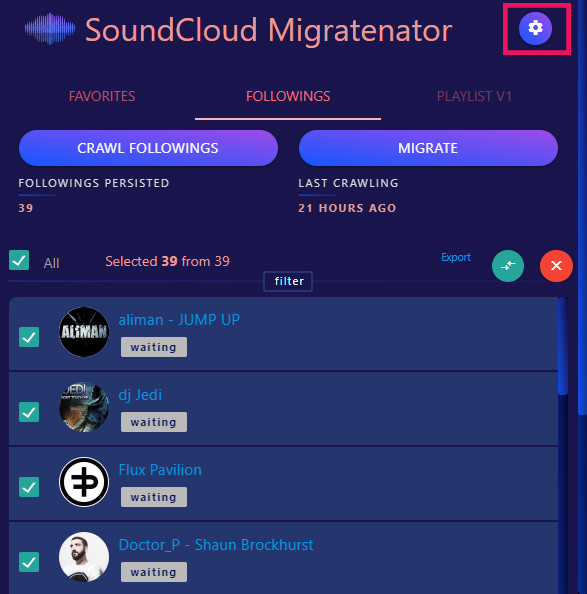 SoundCloud Migratenator
FAVORITES FOLLOWINGS PLAYLIST V1
CRAWL FOLLOWINGS MIGRATE
FOLLOWINGS PERSISTED LAST CRAWLING
39 21 HOURS AGO
All Selected 39 from 39 Export
filter
ALIMAN
aliman - JUMP UP
waiting
JEDI
dj Jedi
waiting
Flux Pavilion
waiting
Doctor_P - Shaun Brockhurst
waiting